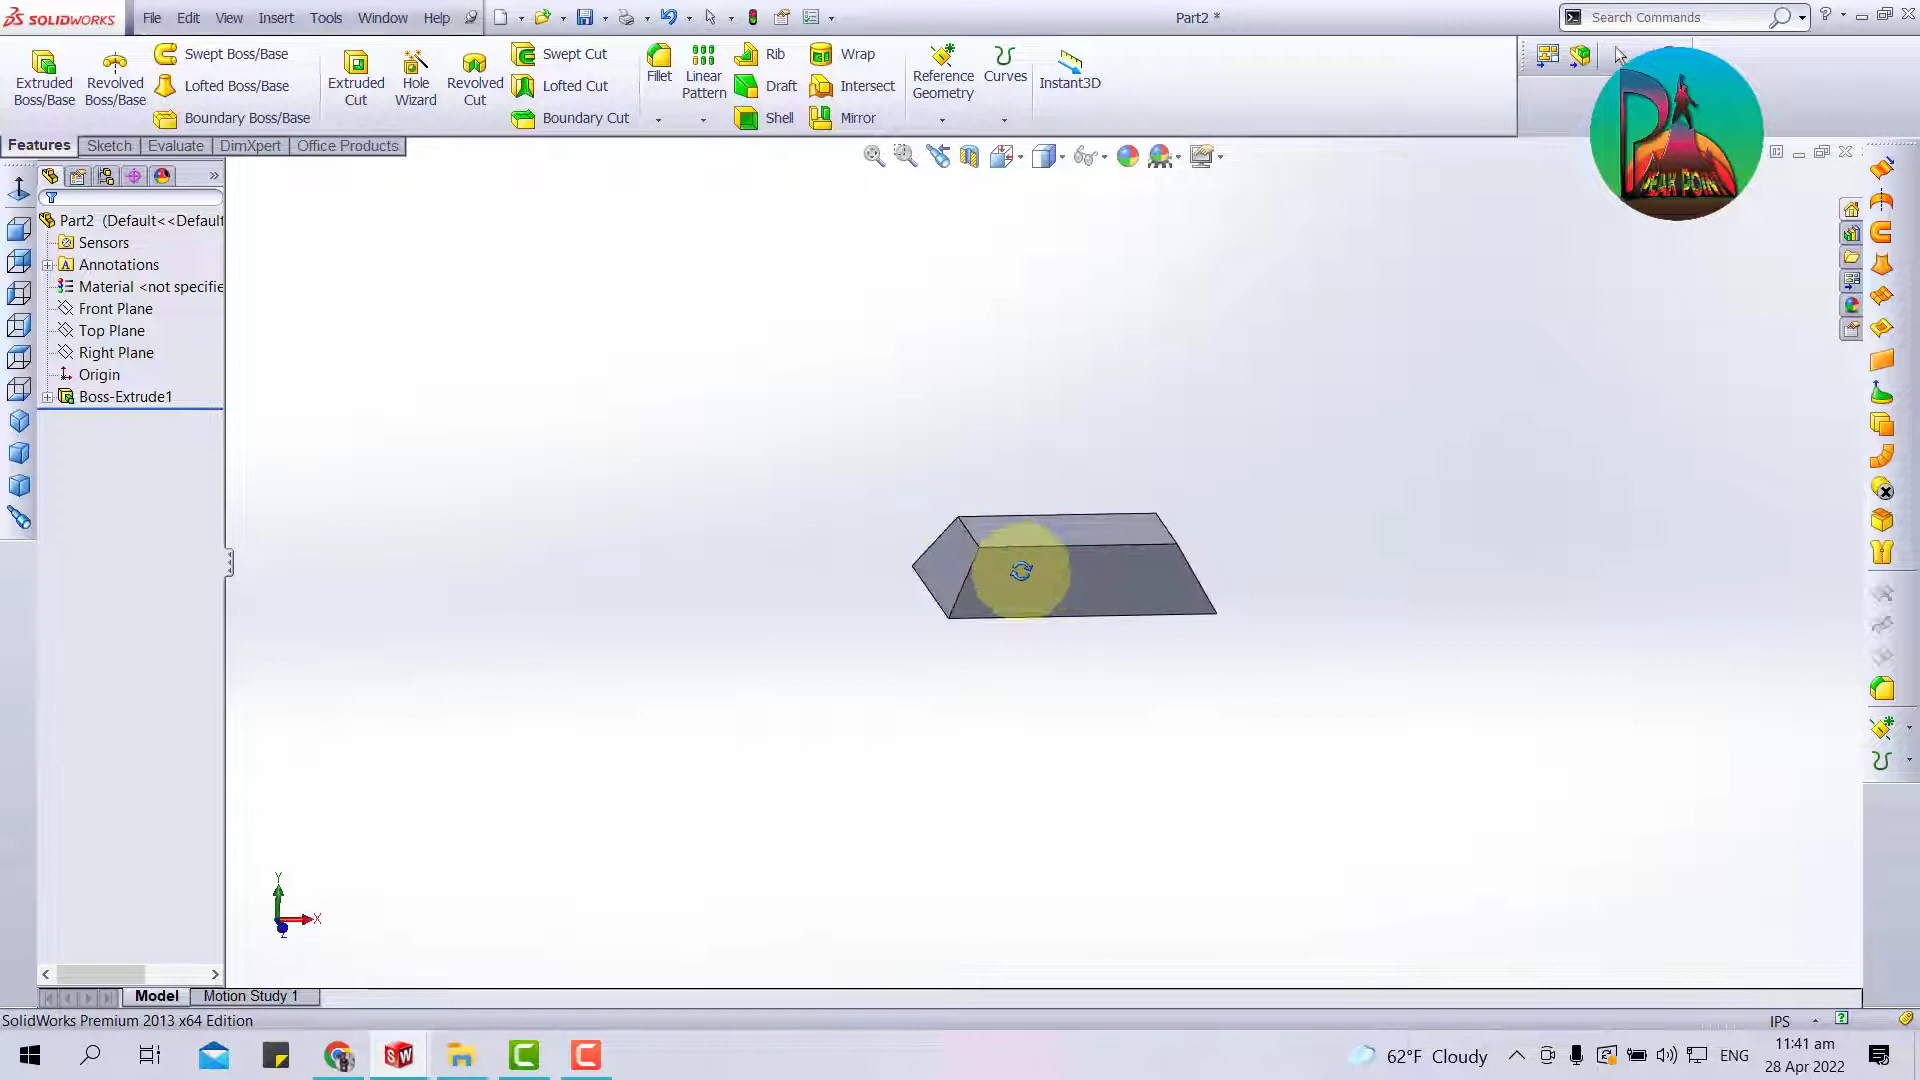 SOLIDWORKS
File Edit View Insert Tools Window Help
Part2 *
Search Commands
Extruded Boss/Base
Revolved Boss/Base
Swept Boss/Base
Lofted Boss/Base
Boundary Boss/Base
Extruded Cut
Hole Wizard
Revolved Cut
Swept Cut
Lofted Cut
Boundary Cut
Fillet
Linear Pattern
Rib
Draft
Shell
Wrap
Intersect
Mirror
Reference Geometry
Curves
Instant3D
PEAK POINT
Features Sketch Evaluate DimXpert Office Products
Part2 (Default<<Default
Sensors
Annotations
Material <not specifie
Front Plane
Top Plane
Right Plane
Origin
Boss-Extrude1
Y
X
Z
Model Motion Study 1
SolidWorks Premium 2013 x64 Edition
IPS
62°F Cloudy
ENG
11:41 am
28 Apr 2022